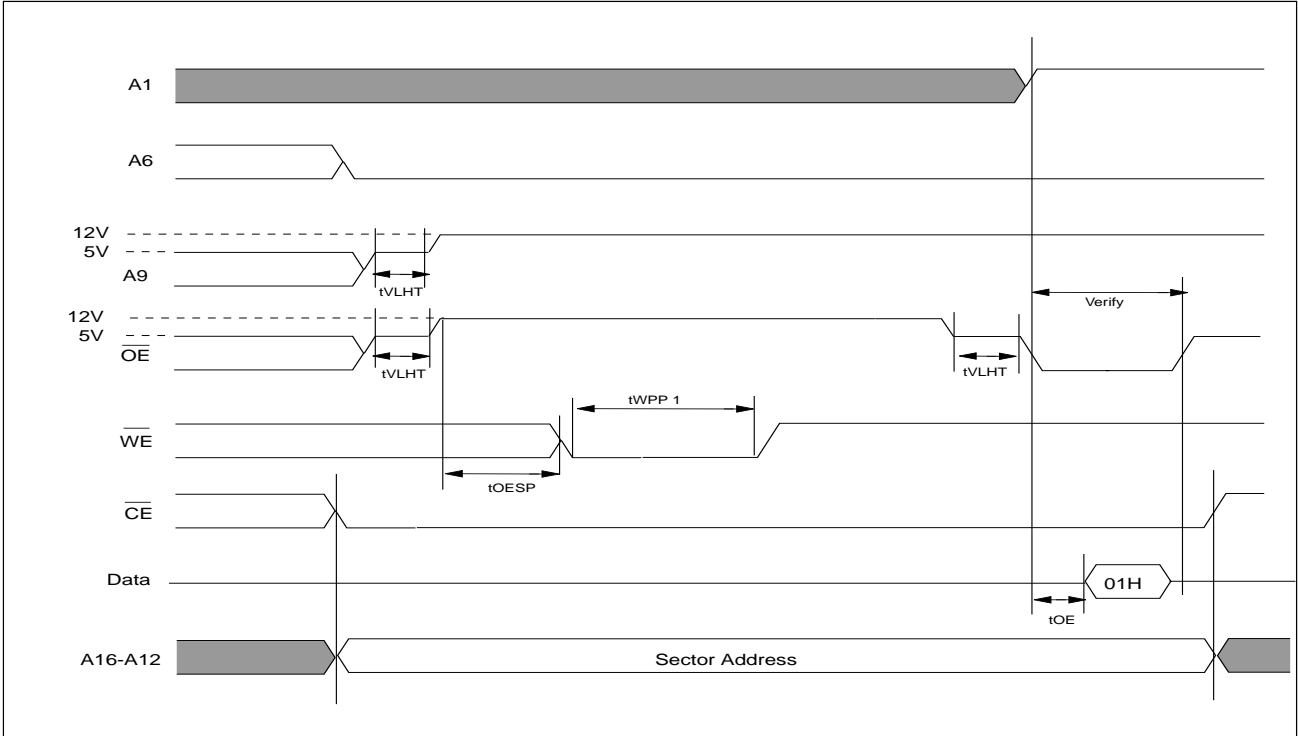 A1
A6
12V
5V
A9
tVLHT
Verify
12V
5V
OE
tVLHT
tVLHT
tWPP 1
WE
tOESP
CE
Data
01H
tOE
A16-A12
Sector Address